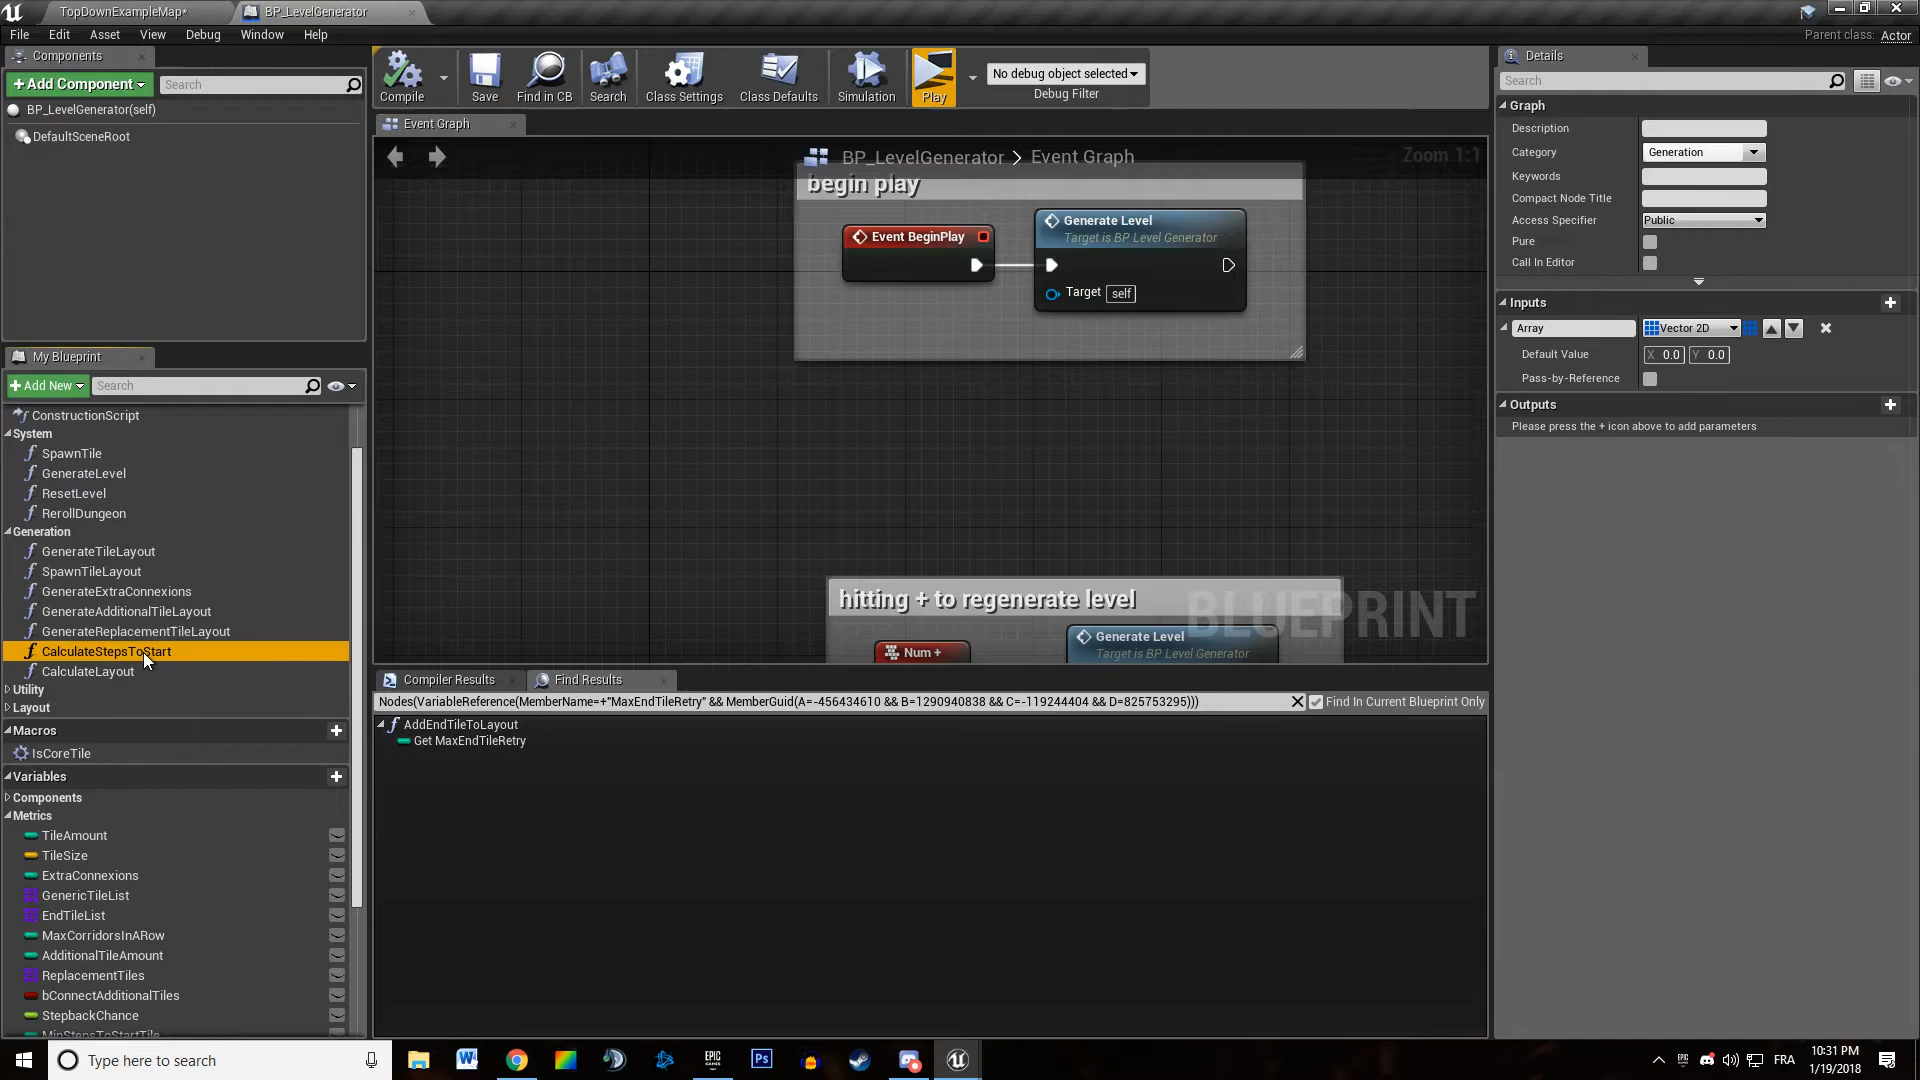 TopDownExampleMap*
BP_LevelGenerator
File Edit Asset View Debug Window Help
Parent class: Actor
Components
+Add Component
Search
BP_LevelGenerator(self)
DefaultSceneRoot
Compile
Save
Find in CB
Search
Class Settings
Class Defaults
Simulation
Play
No debug object selected
Debug Filter
Event Graph
BP_LevelGenerator > Event Graph
Zoom 1:1
begin play
Event BeginPlay
Generate Level
Target is BP Level Generator
Target self
hitting + to regenerate level
BLUEPRINT
Num +
Generate Level
Target is BP Level Generator
My Blueprint
+Add New
Search
ConstructionScript
System
SpawnTile
GenerateLevel
ResetLevel
RerollDungeon
Generation
GenerateTileLayout
SpawnTileLayout
GenerateExtraConnexions
GenerateAdditionalTileLayout
GenerateReplacementTileLayout
CalculateStepsToStart
CalculateLayout
Utility
Layout
Macros
IsCoreTile
Variables
Components
Metrics
TileAmount
TileSize
ExtraConnexions
GenericTileList
EndTileList
MaxCorridorsInARow
AdditionalTileAmount
ReplacementTiles
bConnectAdditionalTiles
StepbackChance
MinStepsToStartTile
Compiler Results
Find Results
Nodes(VariableReference(MemberName=+"MaxEndTileRetry" && MemberGuid(A=-456434610 && B=1290940838 && C=-119244404 && D=825753295)))
Find In Current Blueprint Only
AddEndTileToLayout
Get MaxEndTileRetry
Details
Search
Graph
Description
Category Generation
Keywords
Compact Node Title
Access Specifier Public
Pure
Call In Editor
Inputs
Array Vector 2D
Default Value X 0.0 Y 0.0
Pass-by-Reference
Outputs
Please press the + icon above to add parameters
Type here to search
EPIC GAMES
Ps
FRA
10:31 PM
1/19/2018